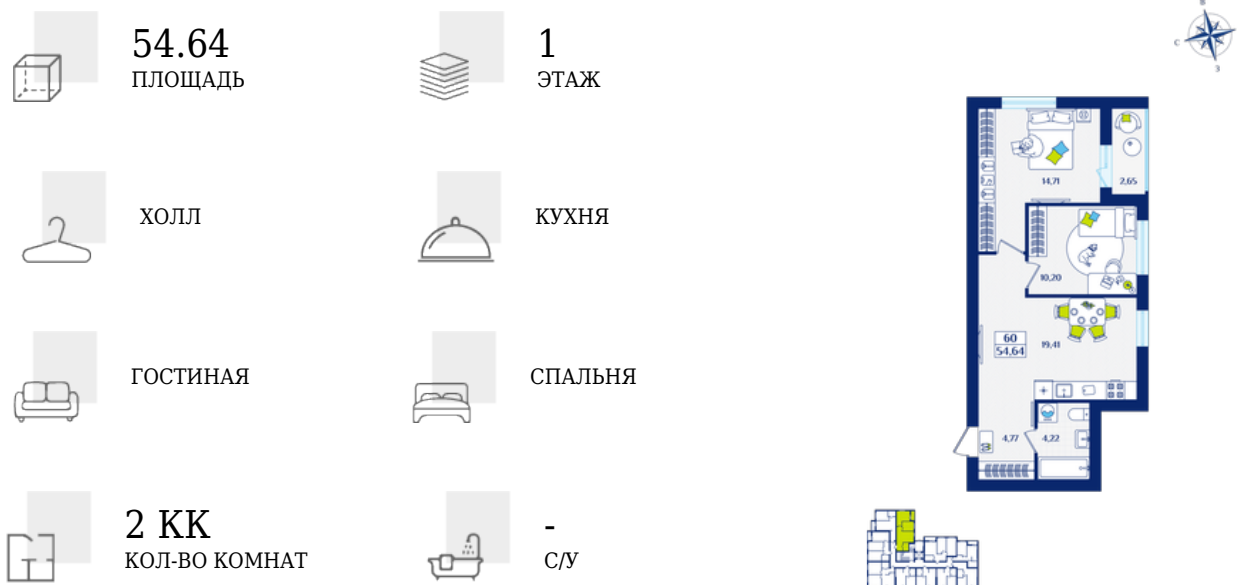 54.64
ПЛОЩАДЬ
1
ЭТАЖ
ХОЛЛ
КУХНЯ
ГОСТИНАЯ
СПАЛЬНЯ
2 КК
КОЛ-ВО КОМНАТ
-
С/У
В
С
З
14,71
2,65
10,20
60
54,64
19,41
4,77
4,22